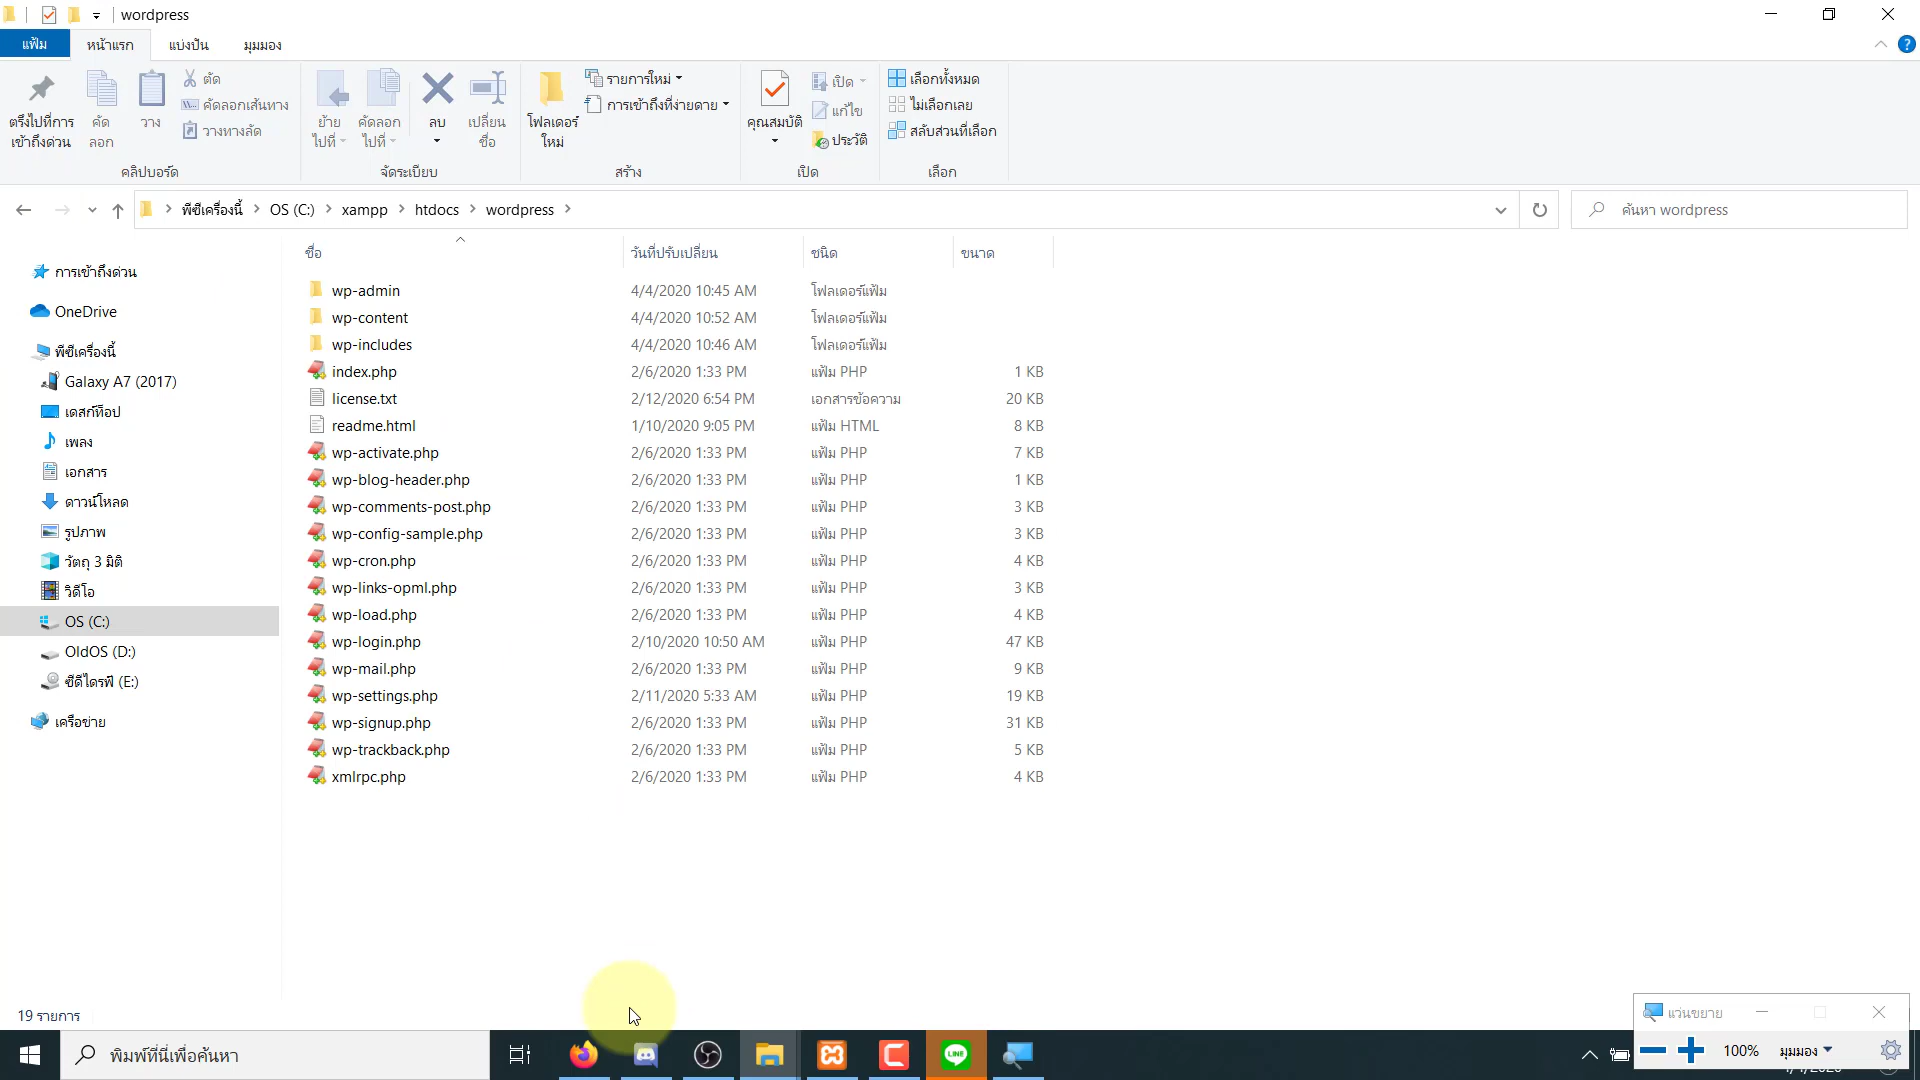 wordpress
แฟ้ม หน้าแรก แบ่งปัน มุมมอง
ตรึงไปที่การเข้าถึงด่วน
คัดลอก
วาง
ตัด
คัดลอกเส้นทาง
วางทางลัด
ย้ายไปที่
คัดลอกไปที่
ลบ
เปลี่ยนชื่อ
โฟลเดอร์ใหม่
รายการใหม่
การเข้าถึงที่ง่ายดาย
คุณสมบัติ
เปิด
แก้ไข
ประวัติ
เลือกทั้งหมด
ไม่เลือกเลย
สลับส่วนที่เลือก
คลิปบอร์ด จัดระเบียบ สร้าง เปิด เลือก
พีซีเครื่องนี้ OS (C:) xampp htdocs wordpress
ค้นหา wordpress
การเข้าถึงด่วน
OneDrive
พีซีเครื่องนี้
Galaxy A7 (2017)
เดสก์ท็อป
เพลง
เอกสาร
ดาวน์โหลด
รูปภาพ
วัตถุ 3 มิติ
วิดีโอ
OS (C:)
OldOS (D:)
ซีดีไดรฟ์ (E:)
เครือข่าย
ชื่อ วันที่ปรับเปลี่ยน ชนิด ขนาด
wp-admin 4/4/2020 10:45 AM โฟลเดอร์แฟ้ม
wp-content 4/4/2020 10:52 AM โฟลเดอร์แฟ้ม
wp-includes 4/4/2020 10:46 AM โฟลเดอร์แฟ้ม
index.php 2/6/2020 1:33 PM แฟ้ม PHP 1 KB
license.txt 2/12/2020 6:54 PM เอกสารข้อความ 20 KB
readme.html 1/10/2020 9:05 PM แฟ้ม HTML 8 KB
wp-activate.php 2/6/2020 1:33 PM แฟ้ม PHP 7 KB
wp-blog-header.php 2/6/2020 1:33 PM แฟ้ม PHP 1 KB
wp-comments-post.php 2/6/2020 1:33 PM แฟ้ม PHP 3 KB
wp-config-sample.php 2/6/2020 1:33 PM แฟ้ม PHP 3 KB
wp-cron.php 2/6/2020 1:33 PM แฟ้ม PHP 4 KB
wp-links-opml.php 2/6/2020 1:33 PM แฟ้ม PHP 3 KB
wp-load.php 2/6/2020 1:33 PM แฟ้ม PHP 4 KB
wp-login.php 2/10/2020 10:50 AM แฟ้ม PHP 47 KB
wp-mail.php 2/6/2020 1:33 PM แฟ้ม PHP 9 KB
wp-settings.php 2/11/2020 5:33 AM แฟ้ม PHP 19 KB
wp-signup.php 2/6/2020 1:33 PM แฟ้ม PHP 31 KB
wp-trackback.php 2/6/2020 1:33 PM แฟ้ม PHP 5 KB
xmlrpc.php 2/6/2020 1:33 PM แฟ้ม PHP 4 KB
19 รายการ
แว่นขยาย
100% มุมมอง
พิมพ์ที่นี่เพื่อค้นหา
LINE